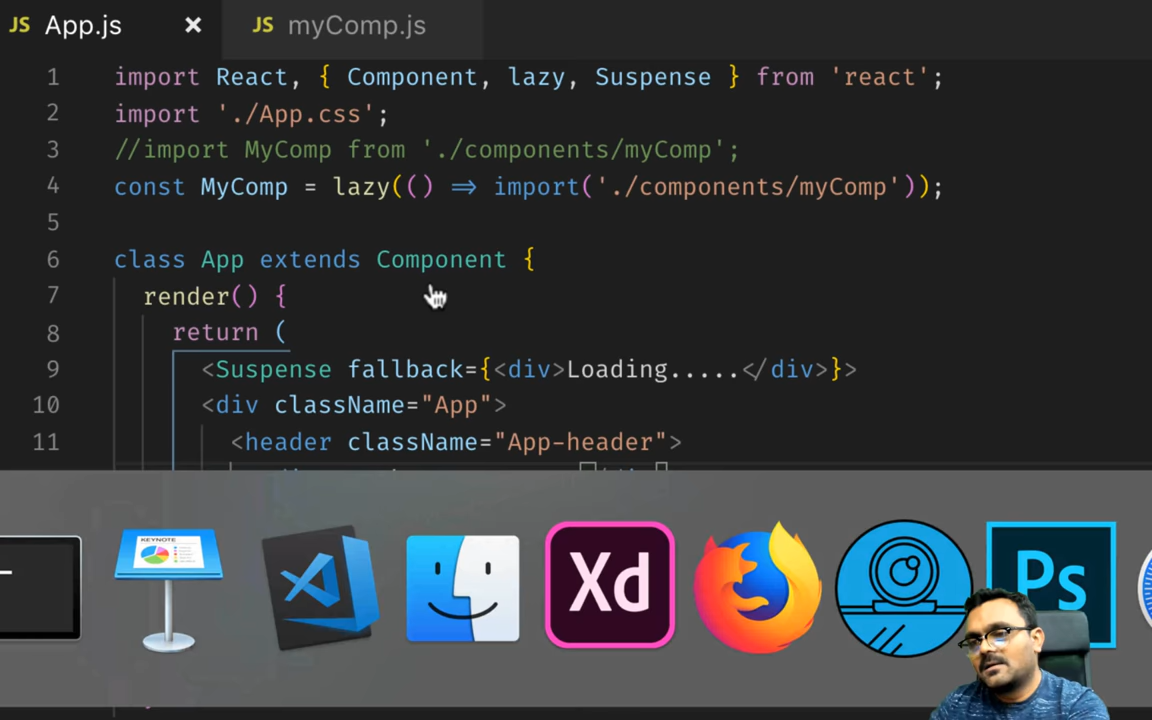 JS App.js × JS myComp.js
1 import React, { Component, lazy, Suspense } from 'react';
2 import './App.css';
3 //import MyComp from './components/myComp';
4 const MyComp = lazy(() => import('./components/myComp'));
5
6 class App extends Component {
7 render() {
8 return (
9 <Suspense fallback={<div>Loading.....</div>}>
10 <div className="App">
11 <header className="App-header">
KEYNOTE
Xd
Ps